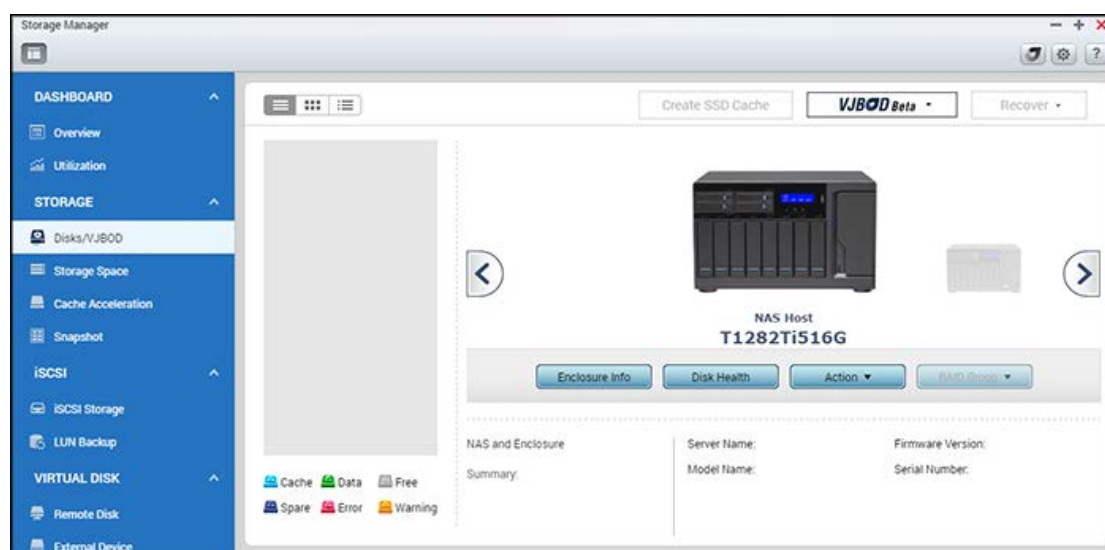 Storage Manager
DASHBOARD
Overview
Utilization
STORAGE
Disks/VJBOD
Storage Space
Cache Acceleration
Snapshot
iSCSI
iSCSI Storage
LUN Backup
VIRTUAL DISK
Remote Disk
External Device
Create SSD Cache
VJBOD Beta
Recover
NAS Host
T1282Ti516G
Enclosure Info
Disk Health
Action
RAID Group
Cache
Data
Free
Spare
Error
Warning
NAS and Enclosure
Summary:
Server Name:
Model Name:
Firmware Version:
Serial Number: